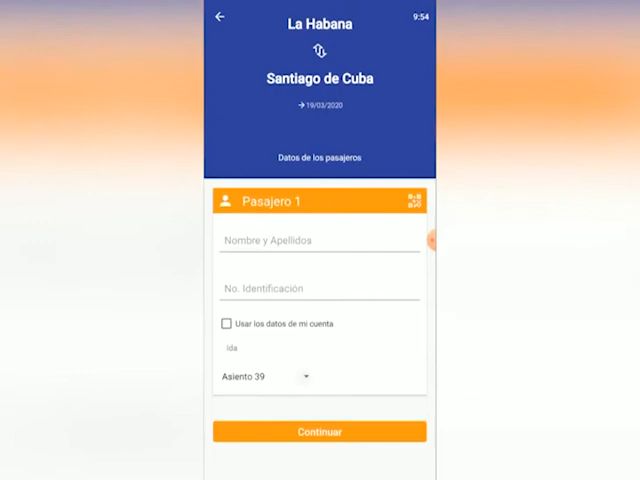 9:54
La Habana
Santiago de Cuba
19/03/2020
Datos de los pasajeros
Pasajero 1
Nombre y Apellidos
No. Identificación
Usar los datos de mi cuenta
Ida
Asiento 39
Continuar